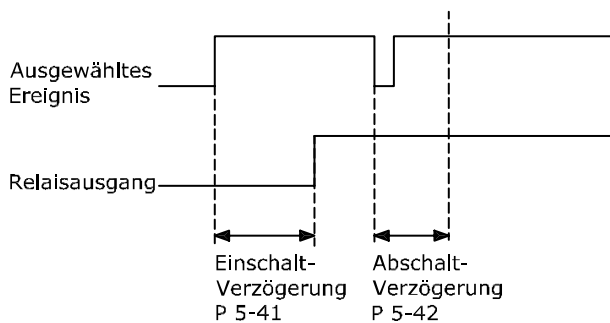 Ausgewähltes
Ereignis
Relaisausgang
Einschalt-
Verzögerung
P 5-41
Abschalt-
Verzögerung
P 5-42